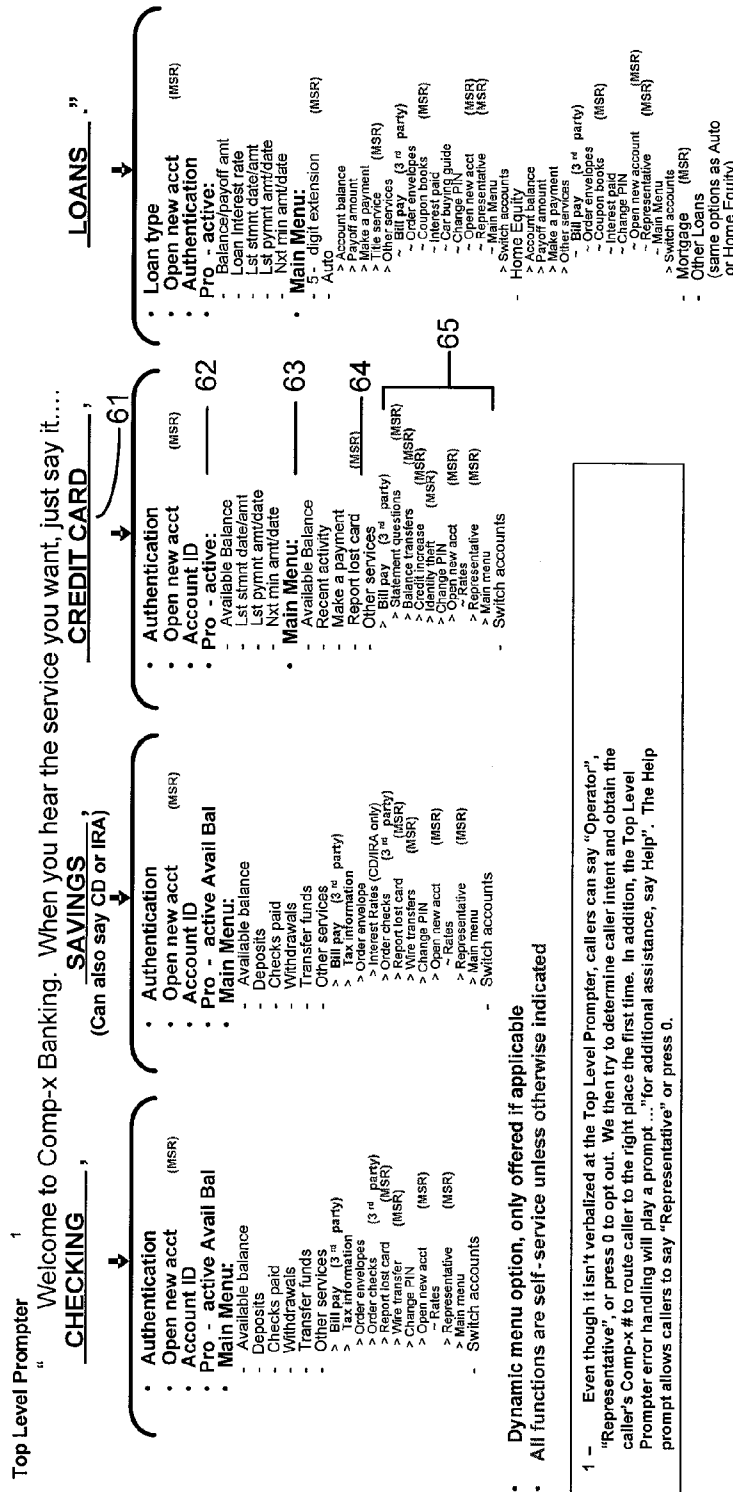 Top Level Prompter 1
“ Welcome to Comp-x Banking. When you hear the service you want, just say it....
CHECKING ,
• Authentication
• Open new acct (MSR)
• Account ID
• Pro - active Avail Bal
• Main Menu:
- Available balance
- Deposits
- Checks paid
- Withdrawals
- Transfer funds
- Other services
> Bill pay (3 rd party)
> Tax information
> Order envelopes
> Order checks (3 rd party)
> Report lost card (MSR)
> Wire transfer (MSR)
> Change PIN
> Open new acct (MSR)
~ Rates
> Representative (MSR)
> Main menu
- Switch accounts
SAVINGS ,
(Can also say CD or IRA)
• Authentication
• Open new acct (MSR)
• Account ID
• Pro - active Avail Bal
• Main Menu:
- Available balance
- Deposits
- Checks paid
- Withdrawals
- Transfer funds
- Other services
> Bill pay (3 rd party)
> Tax information
> Order envelope
> Interest Rates (CD/IRA only)
> Order checks (3 rd party)
> Report lost card (MSR)
> Wire transfers (MSR)
> Change PIN
> Open new acct (MSR)
~ Rates
> Representative (MSR)
> Main menu
- Switch accounts
CREDIT CARD ,
61
• Authentication
• Open new acct (MSR)
• Account ID
• Pro - active: 62
- Available Balance
- Lst stmnt date/amt
- Lst pymnt amt/date
- Nxt min amt/date
• Main Menu: 63
- Available Balance
- Recent activity
- Make a payment
- Report lost card (MSR) 64
- Other services
> Bill pay (3 rd party)
> Statement questions (MSR)
> Balance transfers (MSR)
> Credit increase (MSR)
> Identity theft (MSR)
> Change PIN
> Open new acct (MSR)
~ Rates
> Representative (MSR)
> Main menu
65
- Switch accounts
LOANS .”
• Loan type
• Open new acct (MSR)
• Authentication
• Pro - active:
- Balance/payoff amt
- Loan Interest rate
- Lst stmnt date/amt
- Lst pymnt amt/date
- Nxt min amt/date
• Main Menu:
- 5 - digit extension (MSR)
- Auto
> Account balance
> Payoff amount
> Make a payment
> Title service (MSR)
> Other services
~ Bill pay (3 rd party)
~ Order envelopes
~ Coupon books (MSR)
~ Interest paid
~ Car buying guide
~ Change PIN
~ Open new acct (MSR)
~ Representative (MSR)
~ Main Menu
> Switch accounts
- Home Equity
> Account balance
> Payoff amount
> Make a payment
> Other services
~ Bill pay (3 rd party)
~ Order envelopes
~ Coupon books (MSR)
~ Interest paid
~ Change PIN
~ Open new account (MSR)
~ Representative (MSR)
~ Main Menu
> Switch accounts
- Mortgage (MSR)
- Other Loans
(same options as Auto
or Home Equity)
• Dynamic menu option, only offered if applicable
• All functions are self - service unless otherwise indicated
1 – Even though it isn't verbalized at the Top Level Prompter, callers can say “Operator”,
“Representative”, or press 0 to opt out. We then try to determine caller intent and obtain the
caller's Comp-x # to route caller to the right place the first time. In addition, the Top Level
Prompter error handling will play a prompt ...”for additional assistance, say Help”. The Help
prompt allows callers to say “Representative” or press 0.